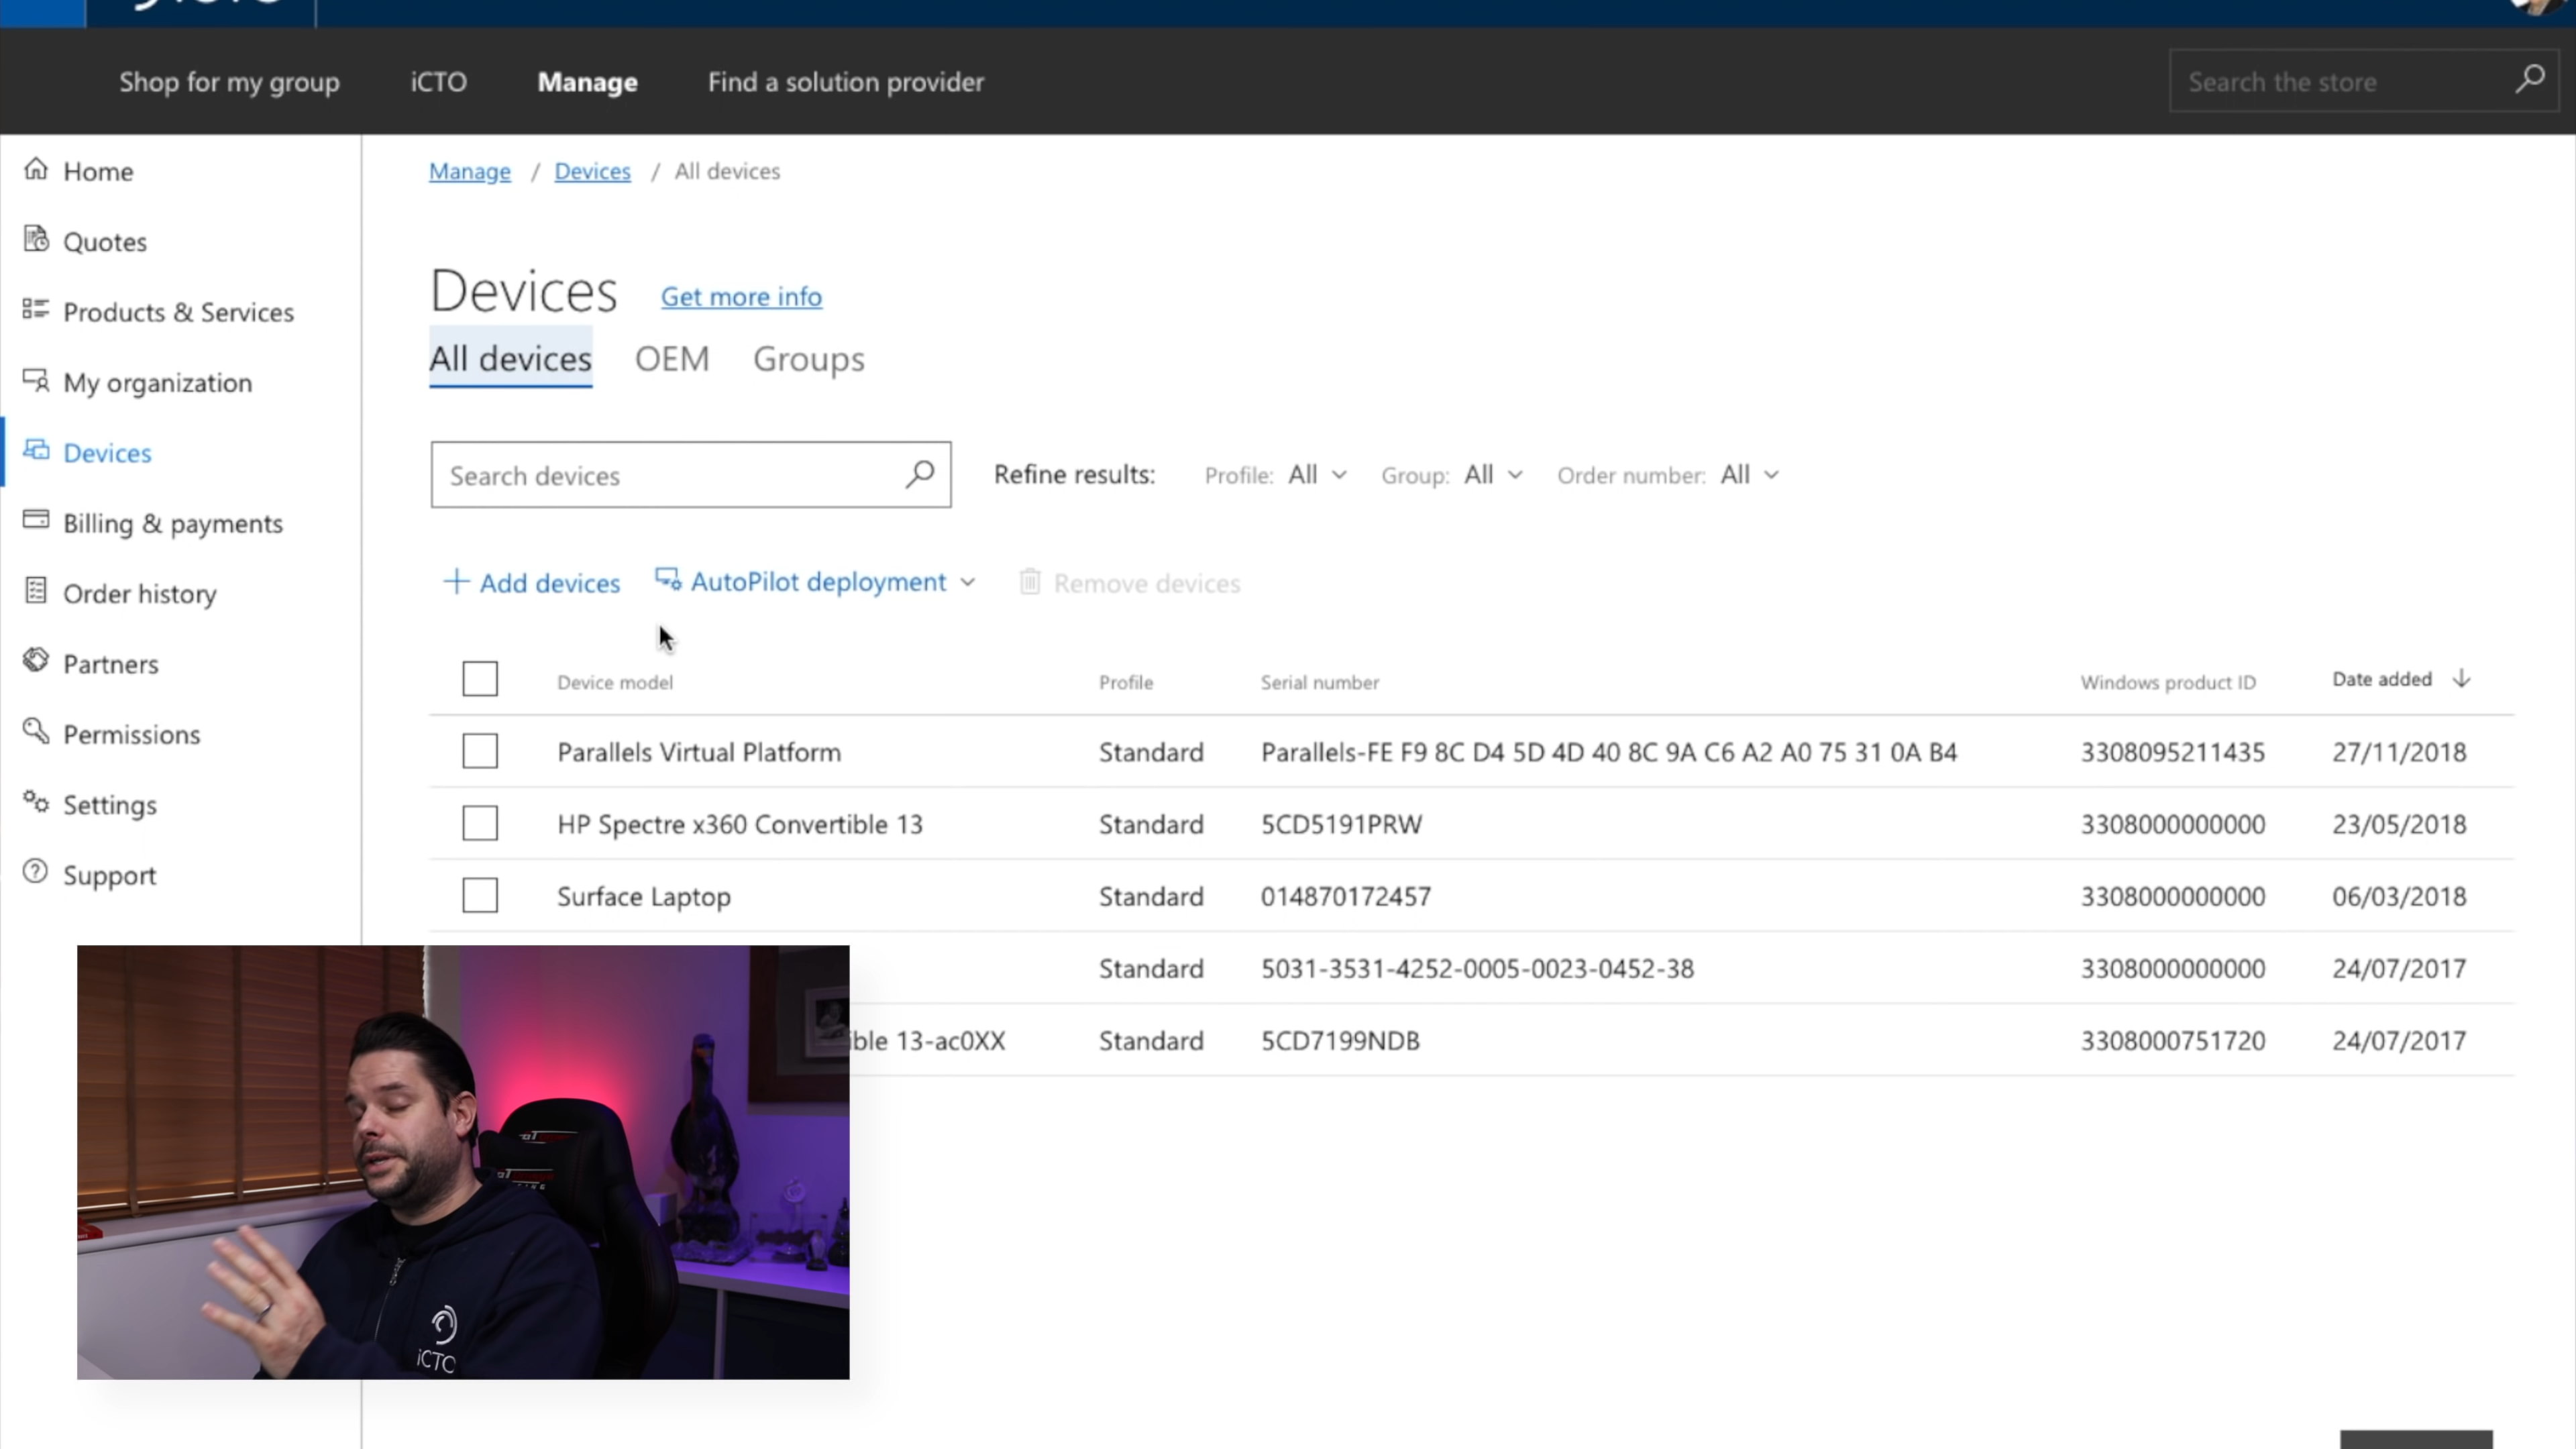 Shop for my group
iCTO
Manage
Find a solution provider
Search the store
Home
Quotes
Products & Services
My organization
Devices
Billing & payments
Order history
Partners
Permissions
Settings
Support
Manage / Devices / All devices
Devices
Get more info
All devices
OEM
Groups
Search devices
Refine results:
Profile: All
Group: All
Order number: All
Add devices
AutoPilot deployment
Remove devices
Device model Profile Serial number Windows product ID Date added
Parallels Virtual Platform Standard Parallels-FE F9 8C D4 5D 4D 40 8C 9A C6 A2 A0 75 31 0A B4 3308095211435 27/11/2018
HP Spectre x360 Convertible 13 Standard 5CD5191PRW 3308000000000 23/05/2018
Surface Laptop Standard 014870172457 3308000000000 06/03/2018
Standard 5031-3531-4252-0005-0023-0452-38 3308000000000 24/07/2017
ible 13-ac0XX Standard 5CD7199NDB 3308000751720 24/07/2017
iCTO